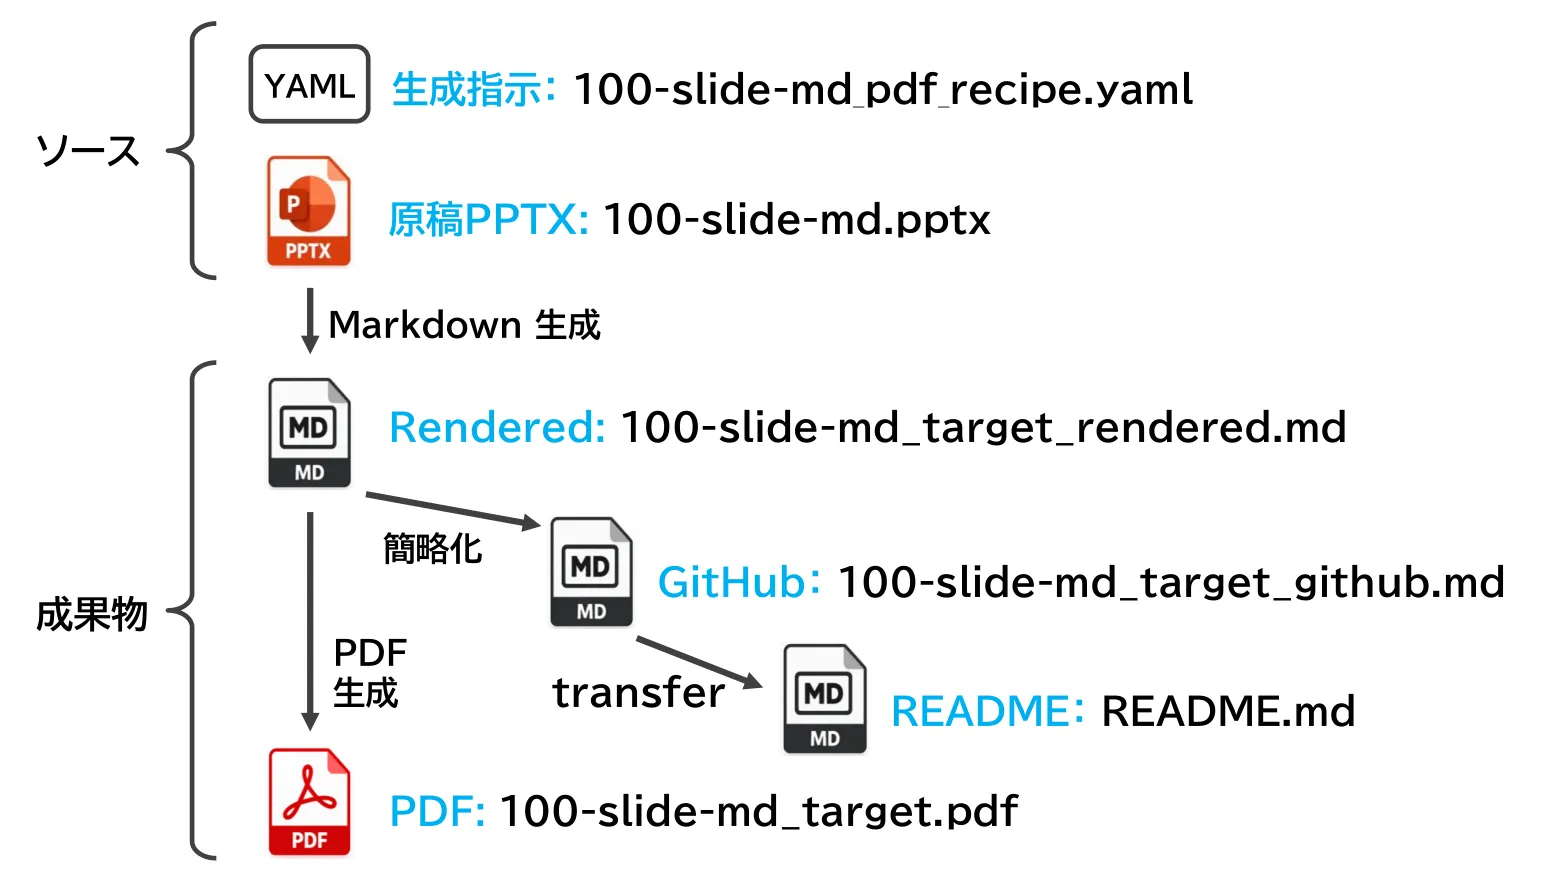 ソース
YAML
生成指示: 100-slide-md_pdf_recipe.yaml
P
PPTX
原稿PPTX: 100-slide-md.pptx
Markdown 生成
成果物
MD
MD
Rendered: 100-slide-md_target_rendered.md
簡略化
MD
MD
GitHub: 100-slide-md_target_github.md
PDF
生成
transfer
MD
MD
README: README.md
PDF
PDF: 100-slide-md_target.pdf